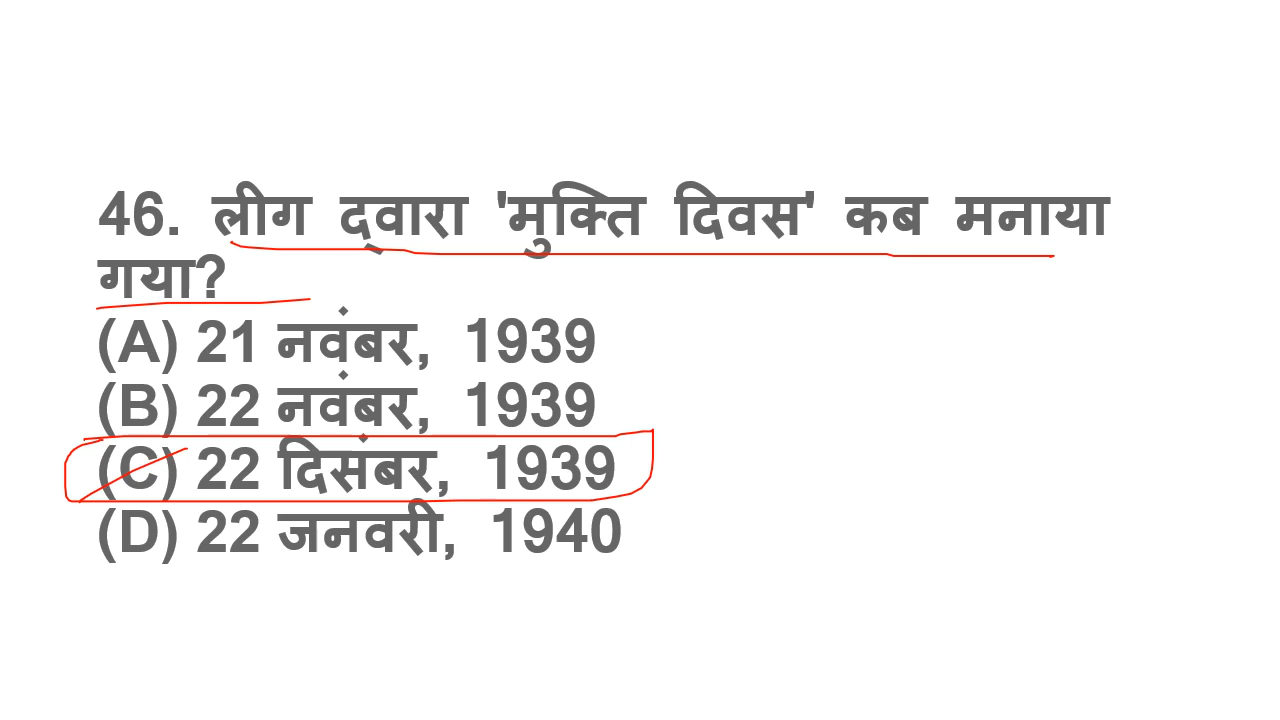 46. लीग द्वारा 'मुक्ति दिवस' कब मनाया
गया?
(A) 21 नवंबर, 1939
(B) 22 नवंबर, 1939
(C) 22 दिसंबर, 1939
(D) 22 जनवरी, 1940